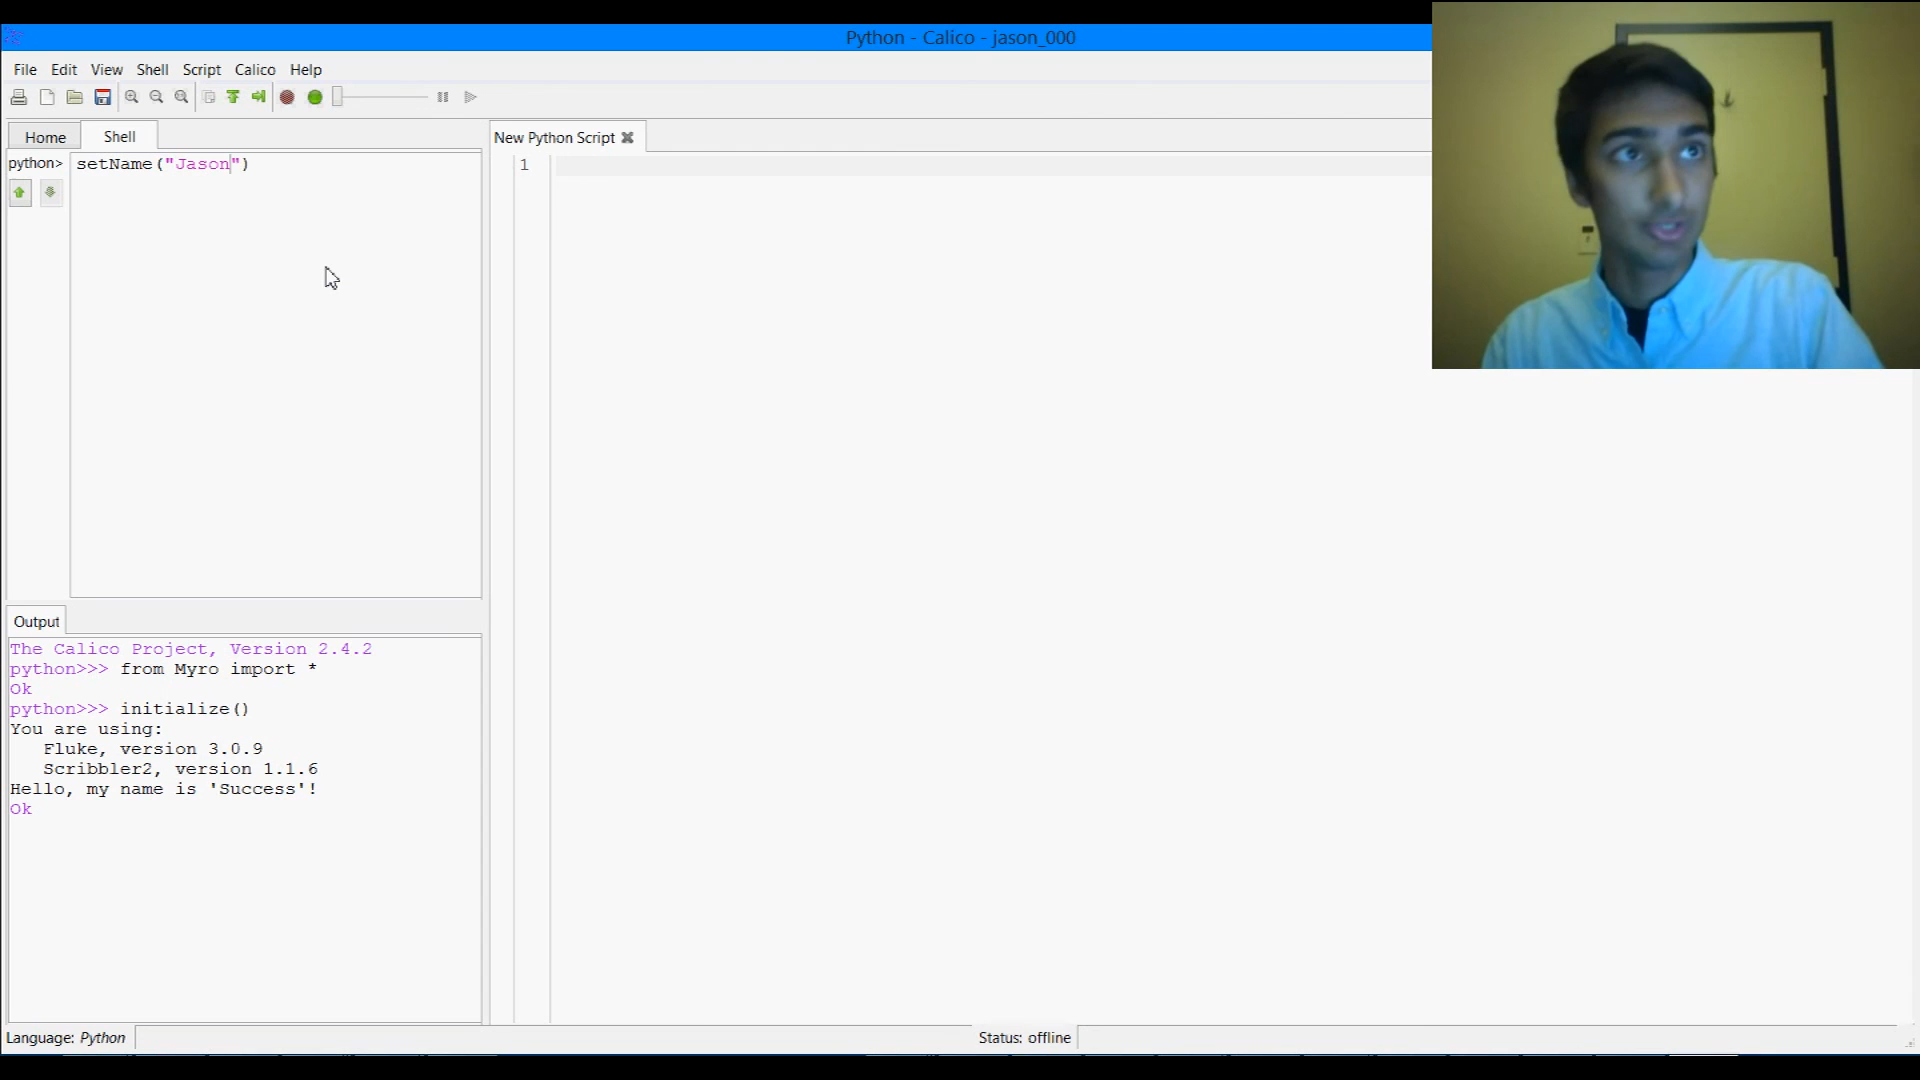 Python - Calico - jason_000
File Edit View Shell Script Calico Help
Home Shell
New Python Script
python> setName("Jason")
1
Output
The Calico Project, Version 2.4.2
python>>> from Myro import *
Ok
python>>> initialize()
You are using:
Fluke, version 3.0.9
Scribbler2, version 1.1.6
Hello, my name is 'Success'!
Ok
Language: Python
Status: offline